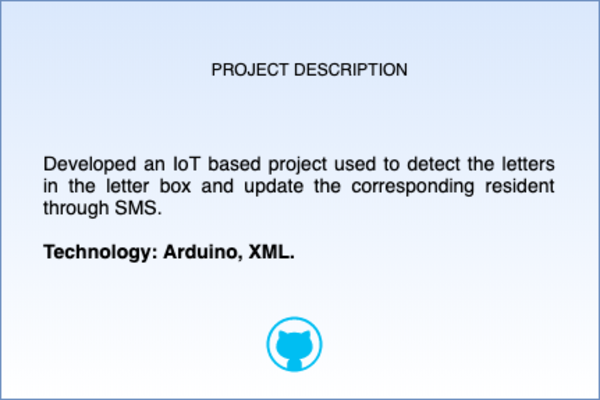 PROJECT DESCRIPTION
Developed an IoT based project used to detect the letters
in the letter box and update the corresponding resident
through SMS.
Technology: Arduino, XML.